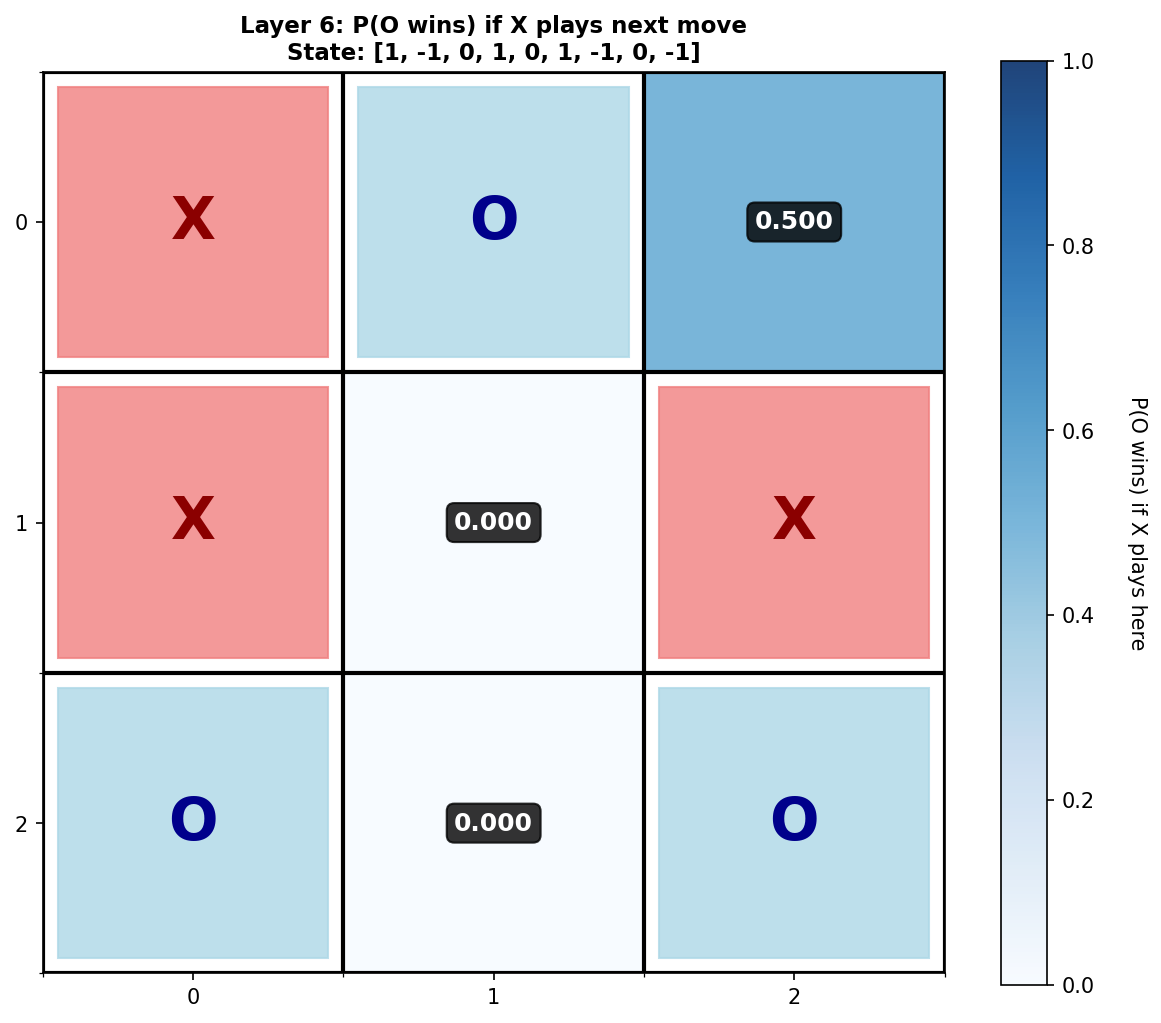 Layer 6: P(O wins) if X plays next move
State: [1, -1, 0, 1, 0, 1, -1, 0, -1]
X
O
0.500
X
0.000
X
O
0.000
O
0
1
2
0
1
2
1.0
0.8
0.6
0.4
0.2
0.0
P(O wins) if X plays here